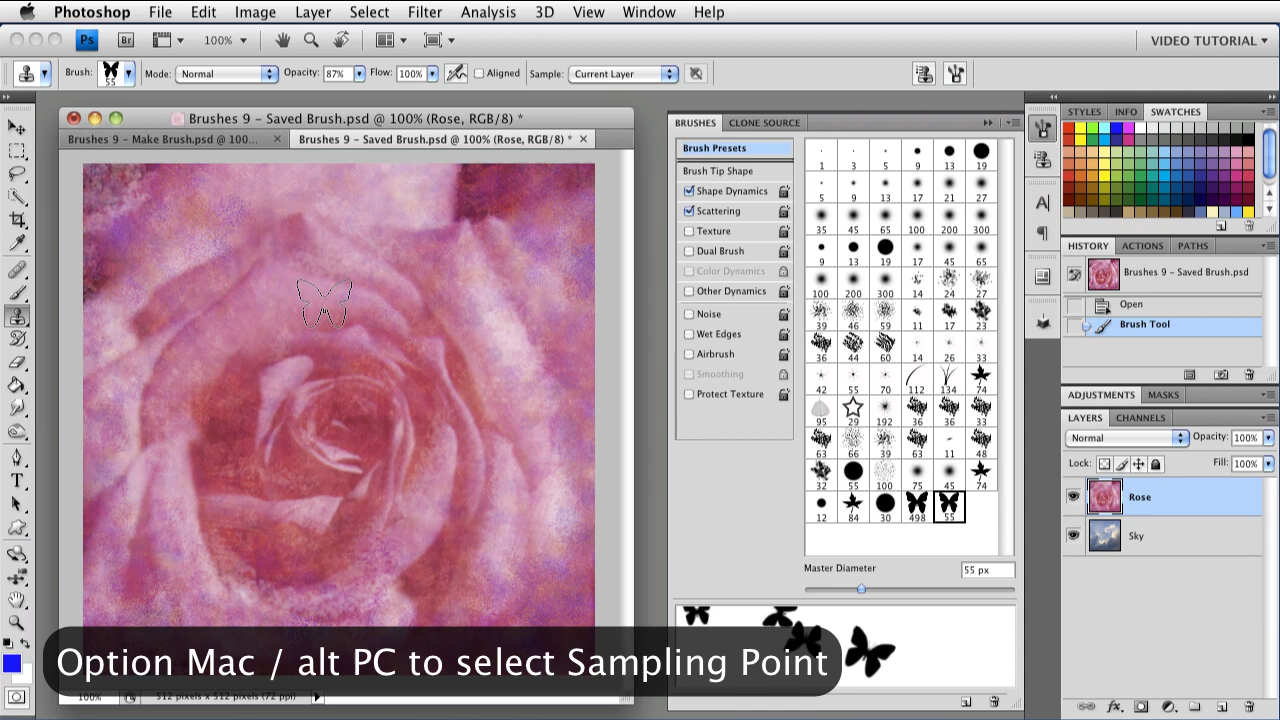 Photoshop File Edit Image Layer Select Filter Analysis 3D View Window Help
Ps Br 100% VIDEO TUTORIAL
Brush: 55 Mode: Normal Opacity: 87% Flow: 100% Aligned Sample: Current Layer
Brushes 9 - Saved Brush.psd @ 100% (Rose, RGB/8) *
Brushes 9 - Make Brush.psd @ 100... Brushes 9 - Saved Brush.psd @ 100% (Rose, RGB/8) *
BRUSHES CLONE SOURCE
Brush Presets
Brush Tip Shape
Shape Dynamics
Scattering
Texture
Dual Brush
Color Dynamics
Other Dynamics
Noise
Wet Edges
Airbrush
Smoothing
Protect Texture
1 3 5 9 13 19
5 9 13 17 21 27
35 45 65 100 200 300
9 13 19 17 45 65
100 200 300 14 24 27
39 46 59 11 17 23
36 44 60 14 26 33
42 55 70 112 134 74
95 29 192 36 36 33
63 66 39 63 11 48
32 55 100 75 45 74
12 84 30 498 55
Master Diameter 55 px
STYLES INFO SWATCHES
HISTORY ACTIONS PATHS
Brushes 9 - Saved Brush.psd
Open
Brush Tool
ADJUSTMENTS MASKS
LAYERS CHANNELS
Normal Opacity: 100%
Lock: Fill: 100%
Rose
Sky
Option Mac / alt PC to select Sampling Point
100% 512 pixels x 512 pixels (72 ppi)